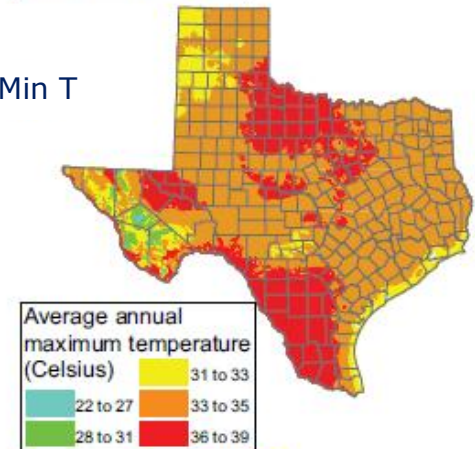 Min T
Average annual
maximum temperature
(Celsius)
31 to 33
22 to 27
33 to 35
28 to 31
36 to 39